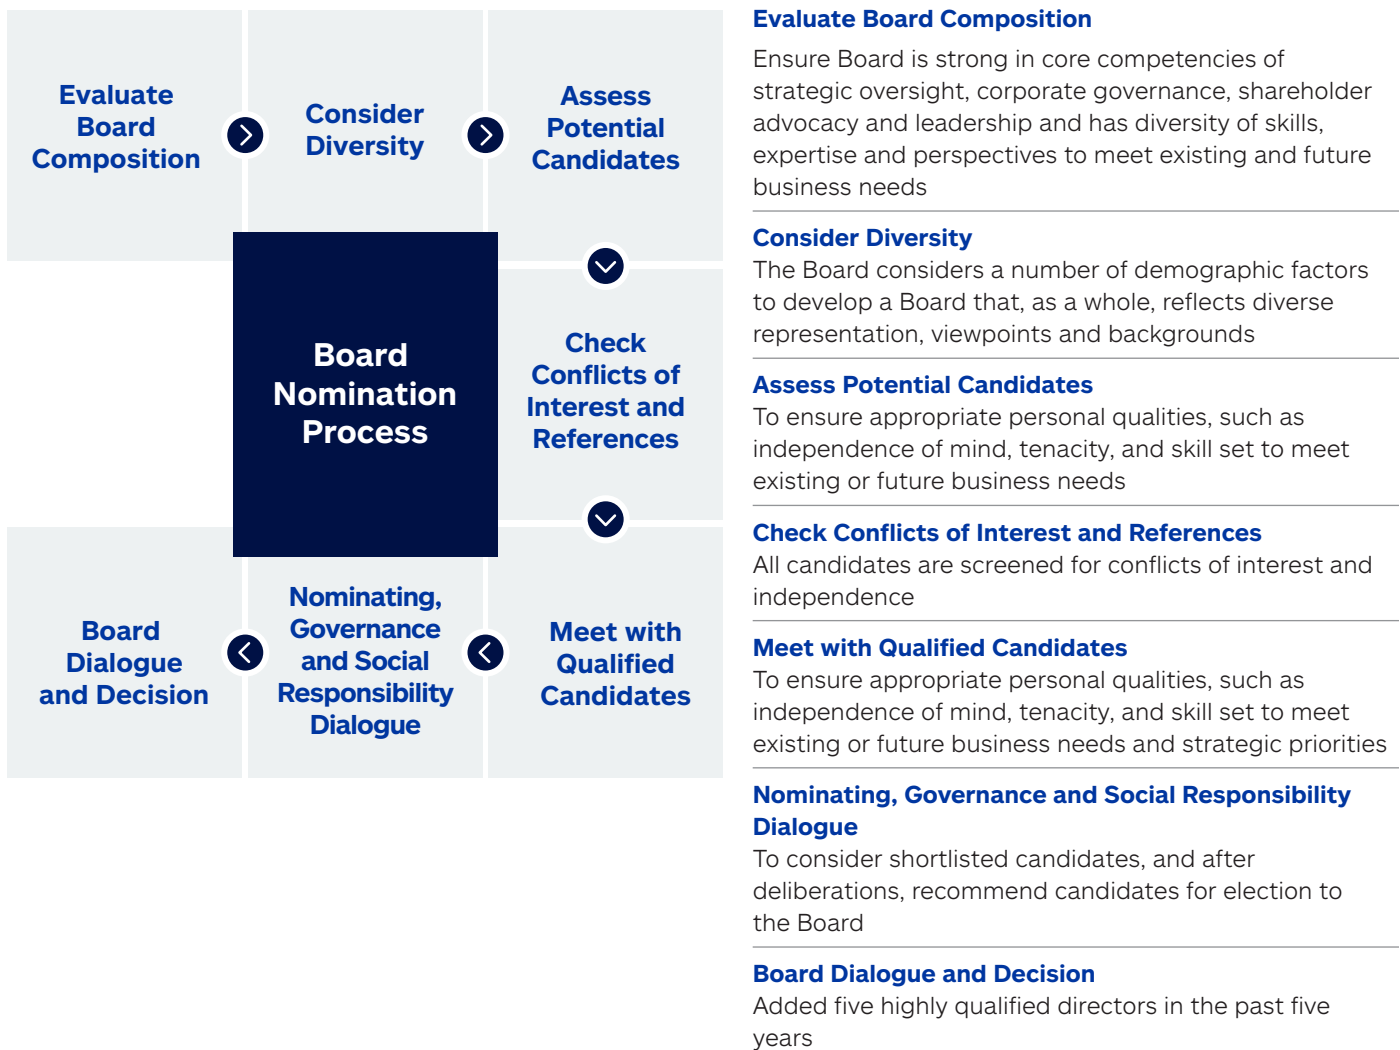 Evaluate
Board
Composition
Consider
Diversity
Assess
Potential
Candidates
Board
Nomination
Process
Check
Conflicts of
Interest and
References
Board
Dialogue
and Decision
Nominating,
Governance
and Social
Responsibility
Dialogue
Meet with
Qualified
Candidates
Evaluate Board Composition
Ensure Board is strong in core competencies of
strategic oversight, corporate governance, shareholder
advocacy and leadership and has diversity of skills,
expertise and perspectives to meet existing and future
business needs
Consider Diversity
The Board considers a number of demographic factors
to develop a Board that, as a whole, reflects diverse
representation, viewpoints and backgrounds
Assess Potential Candidates
To ensure appropriate personal qualities, such as
independence of mind, tenacity, and skill set to meet
existing or future business needs
Check Conflicts of Interest and References
All candidates are screened for conflicts of interest and
independence
Meet with Qualified Candidates
To ensure appropriate personal qualities, such as
independence of mind, tenacity, and skill set to meet
existing or future business needs and strategic priorities
Nominating, Governance and Social Responsibility
Dialogue
To consider shortlisted candidates, and after
deliberations, recommend candidates for election to
the Board
Board Dialogue and Decision
Added five highly qualified directors in the past five
years